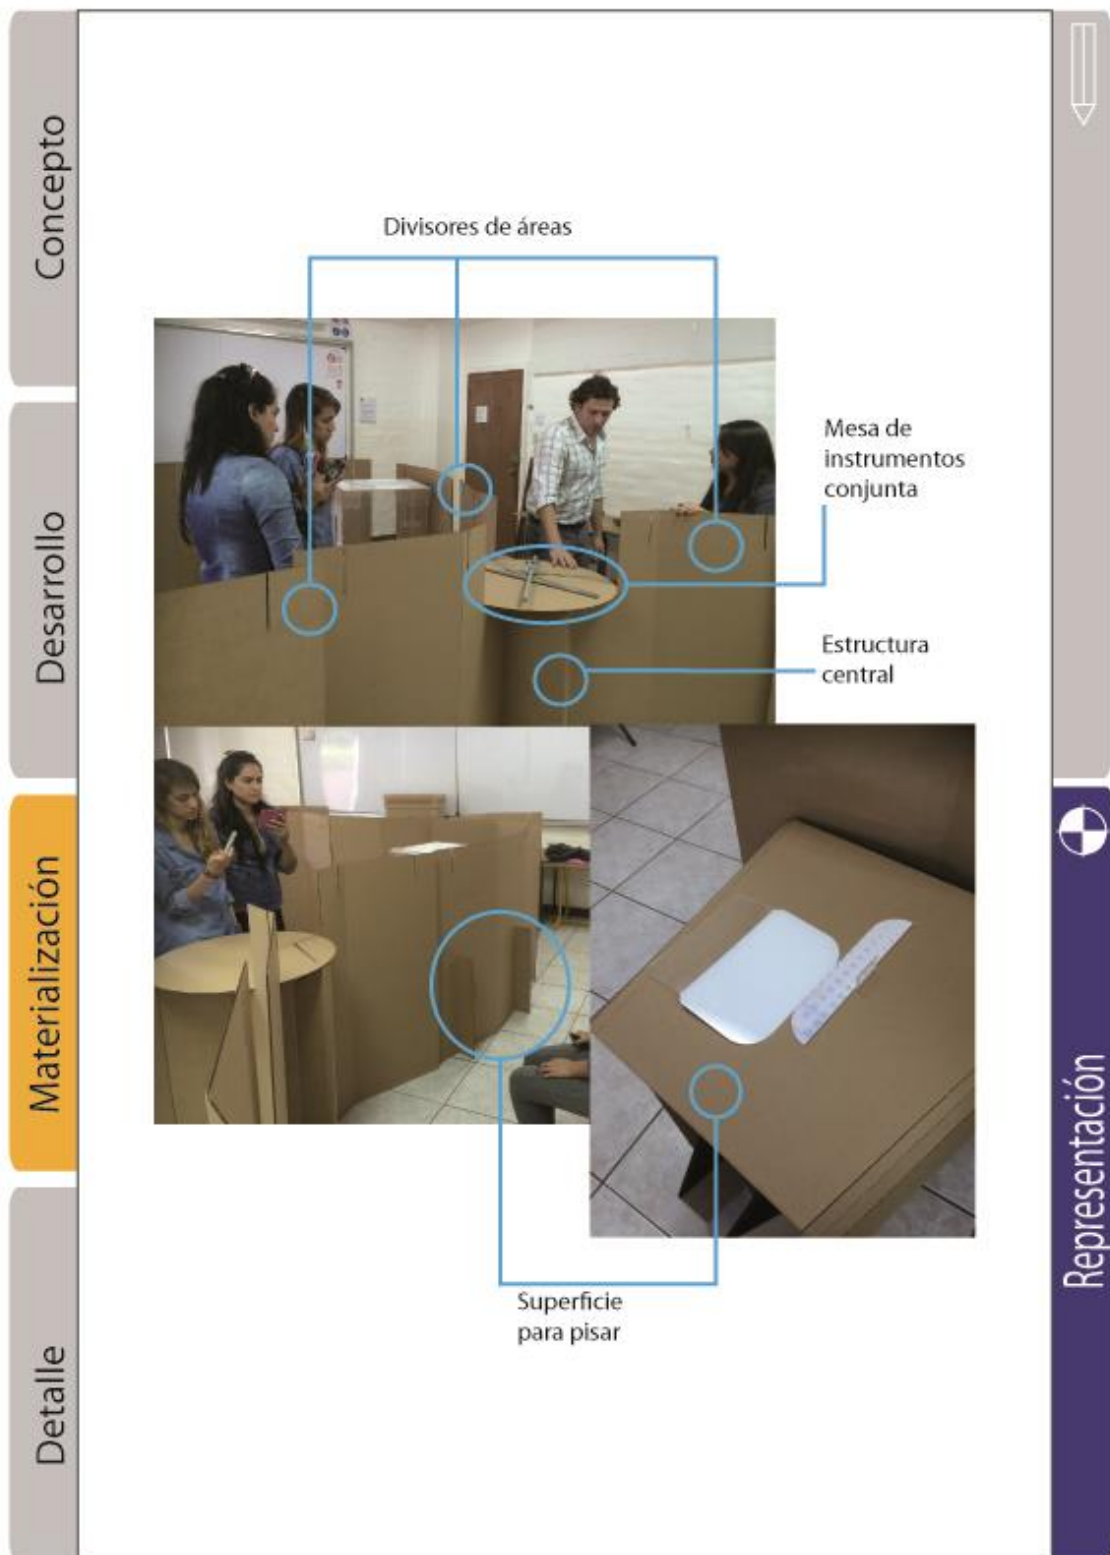 Concepto
Desarrollo
Materialización
Detalle
Divisores de áreas
Mesa de
instrumentos
conjunta
Estructura
central
Superficie
para pisar
Representación